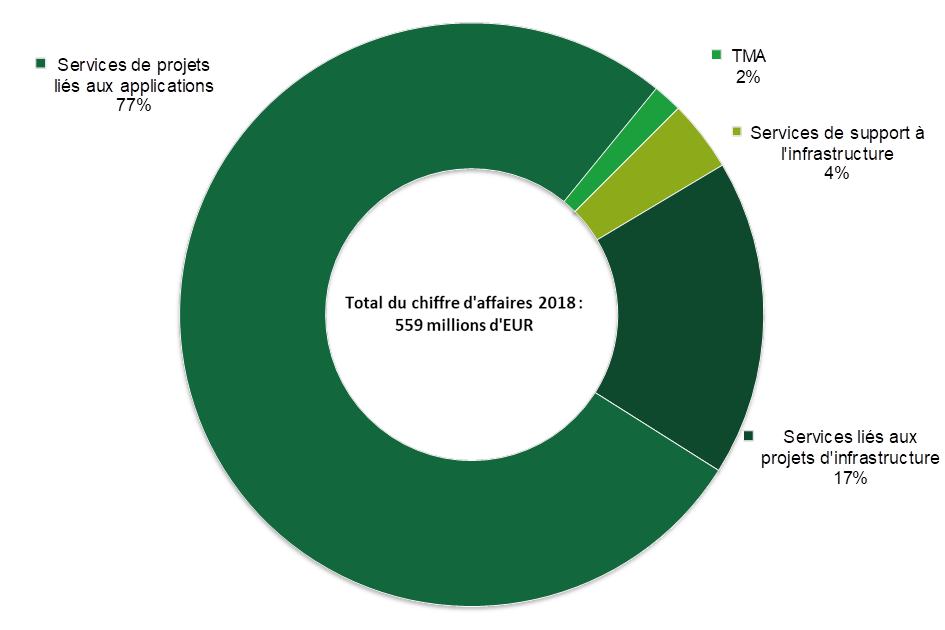 Services de projets
liés aux applications
77%
TMA
2%
Services de support à
l'infrastructure
4%
Total du chiffre d'affaires 2018 :
559 millions d'EUR
Services liés aux
projets d'infrastructure
17%